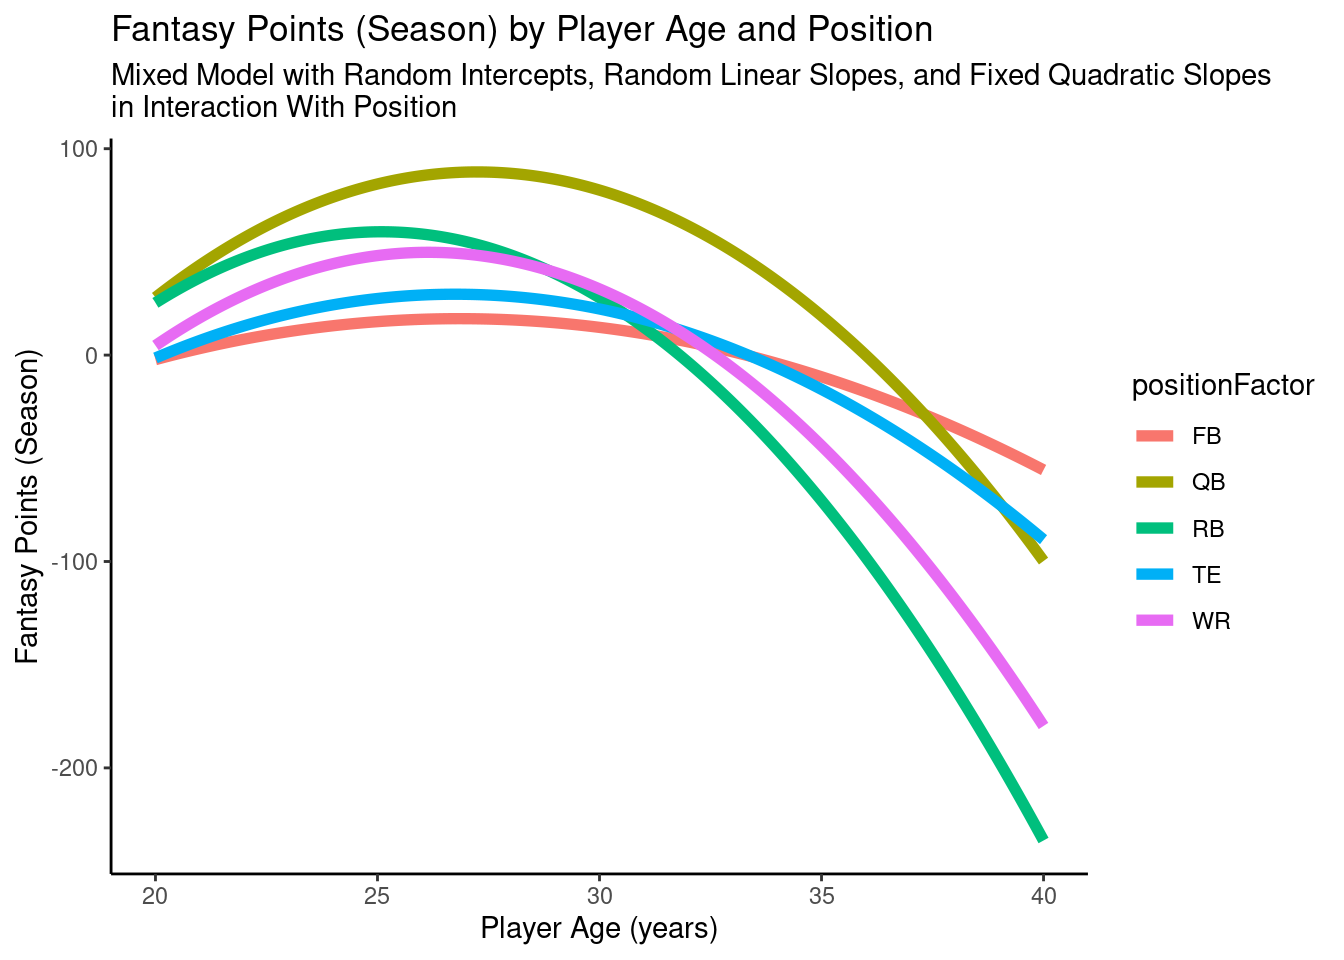 Fantasy Points (Season) by Player Age and Position
Mixed Model with Random Intercepts, Random Linear Slopes, and Fixed Quadratic Slopes
in Interaction With Position
100
0
-100
-200
Fantasy Points (Season)
20 25 30 35 40
Player Age (years)
positionFactor
FB
QB
RB
TE
WR